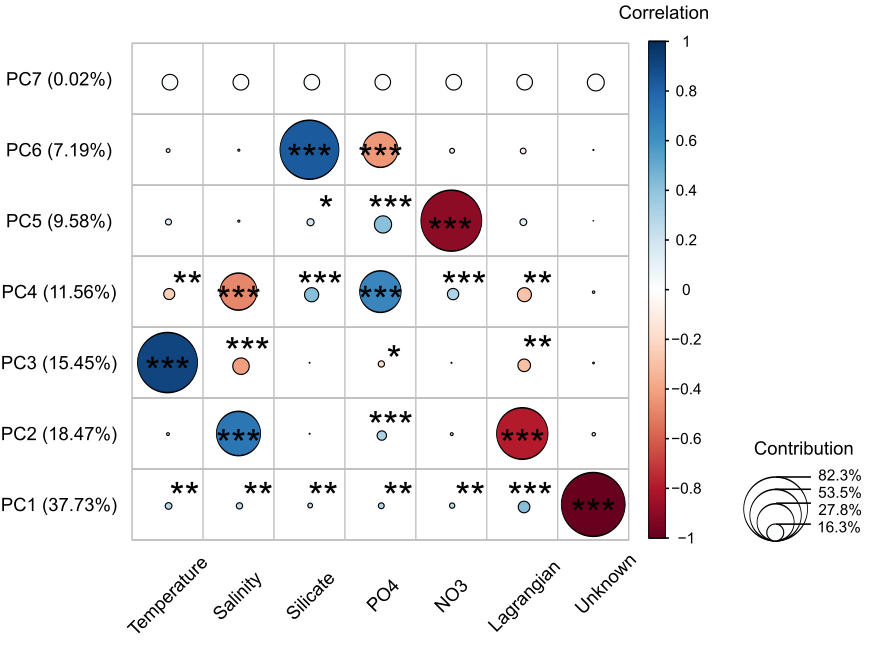 Correlation
PC7 (0.02%)
PC6 (7.19%) *** ***
PC5 (9.58%) * *** ***
PC4 (11.56%) ** *** *** *** *** **
PC3 (15.45%) *** *** * **
PC2 (18.47%) *** *** ***
PC1 (37.73%) ** ** ** ** ** *** ***
Temperature
Salinity
Silicate
PO4
NO3
Lagrangian
Unknown
1
0.8
0.6
0.4
0.2
0
−0.2
−0.4
−0.6
−0.8
−1
Contribution
82.3%
53.5%
27.8%
16.3%